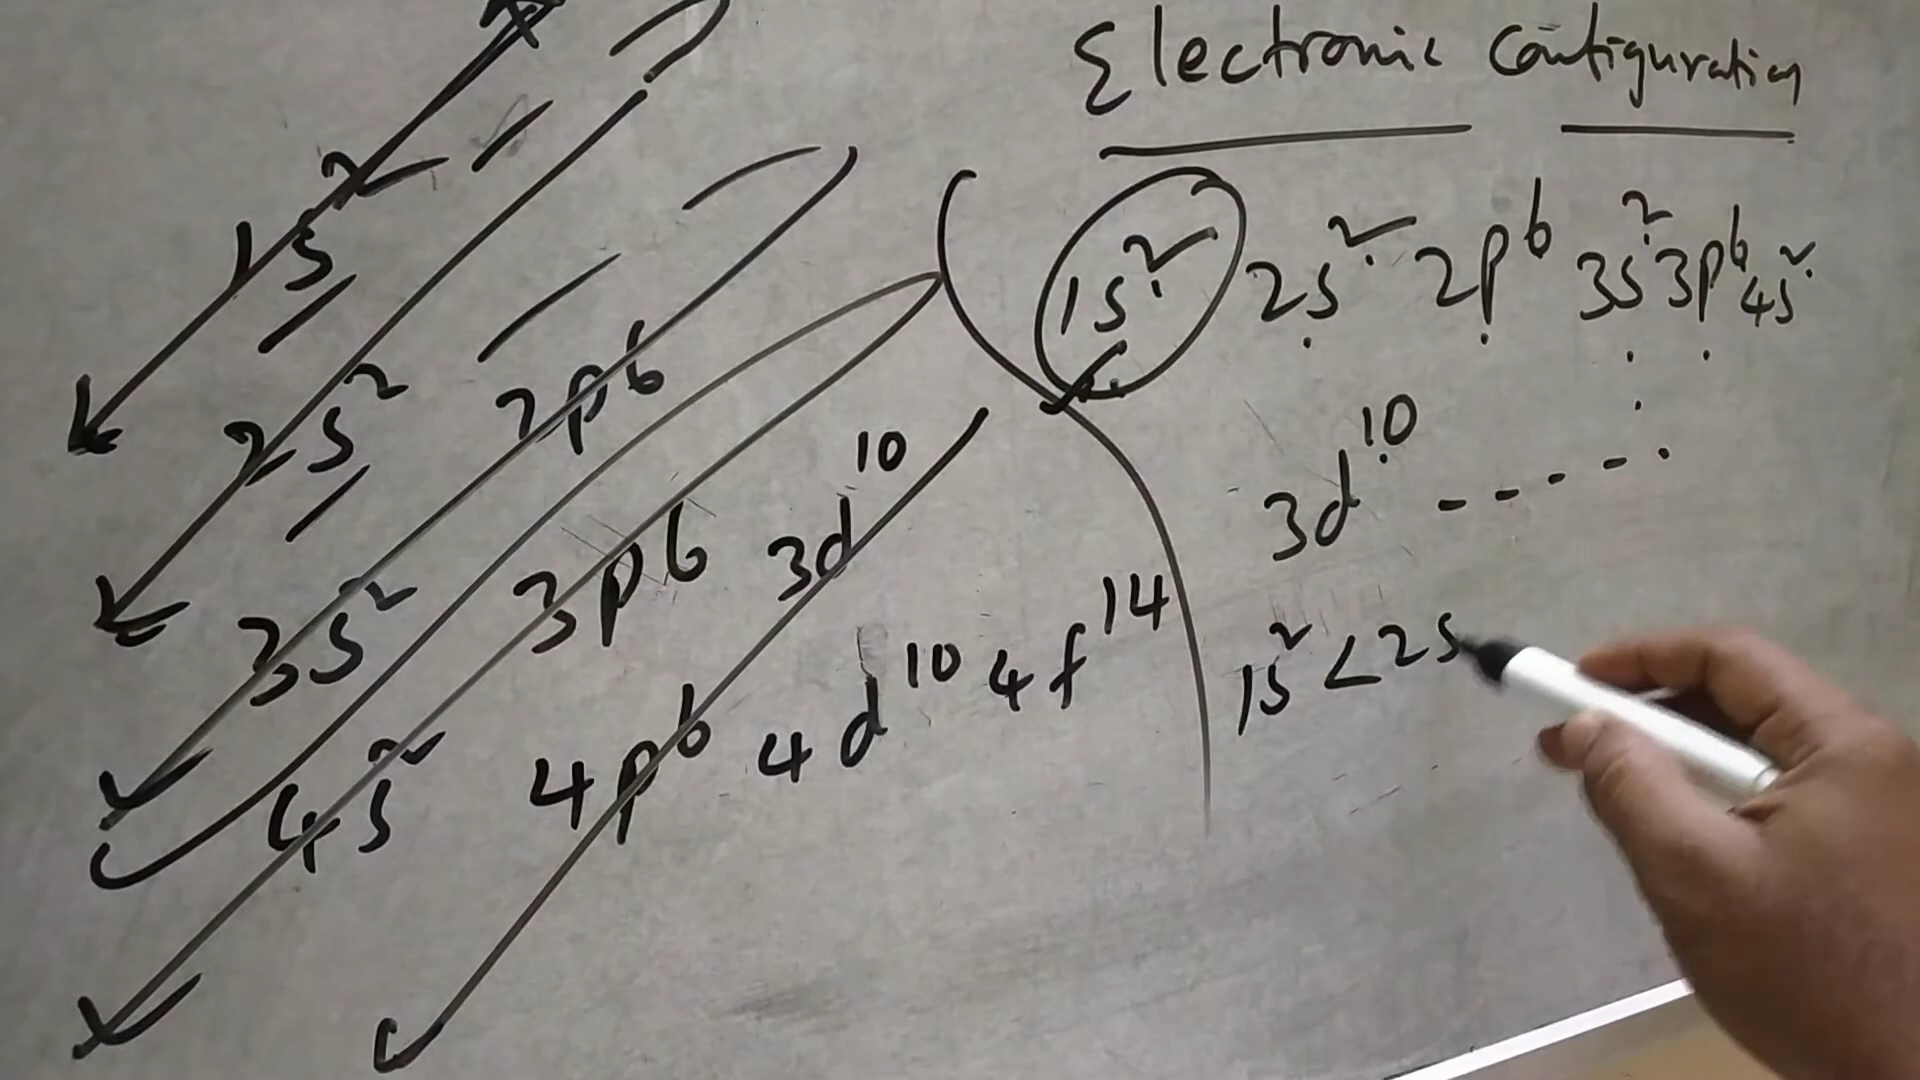 Electronic Configuration
1s² 2s² 2p⁶ 3s² 3p⁶ 4s²
3d¹⁰ - - - - .
1s² < 2s
1s²
2s² 2p⁶
3s² 3p⁶ 3d¹⁰
4s² 4p⁶ 4d¹⁰ 4f¹⁴